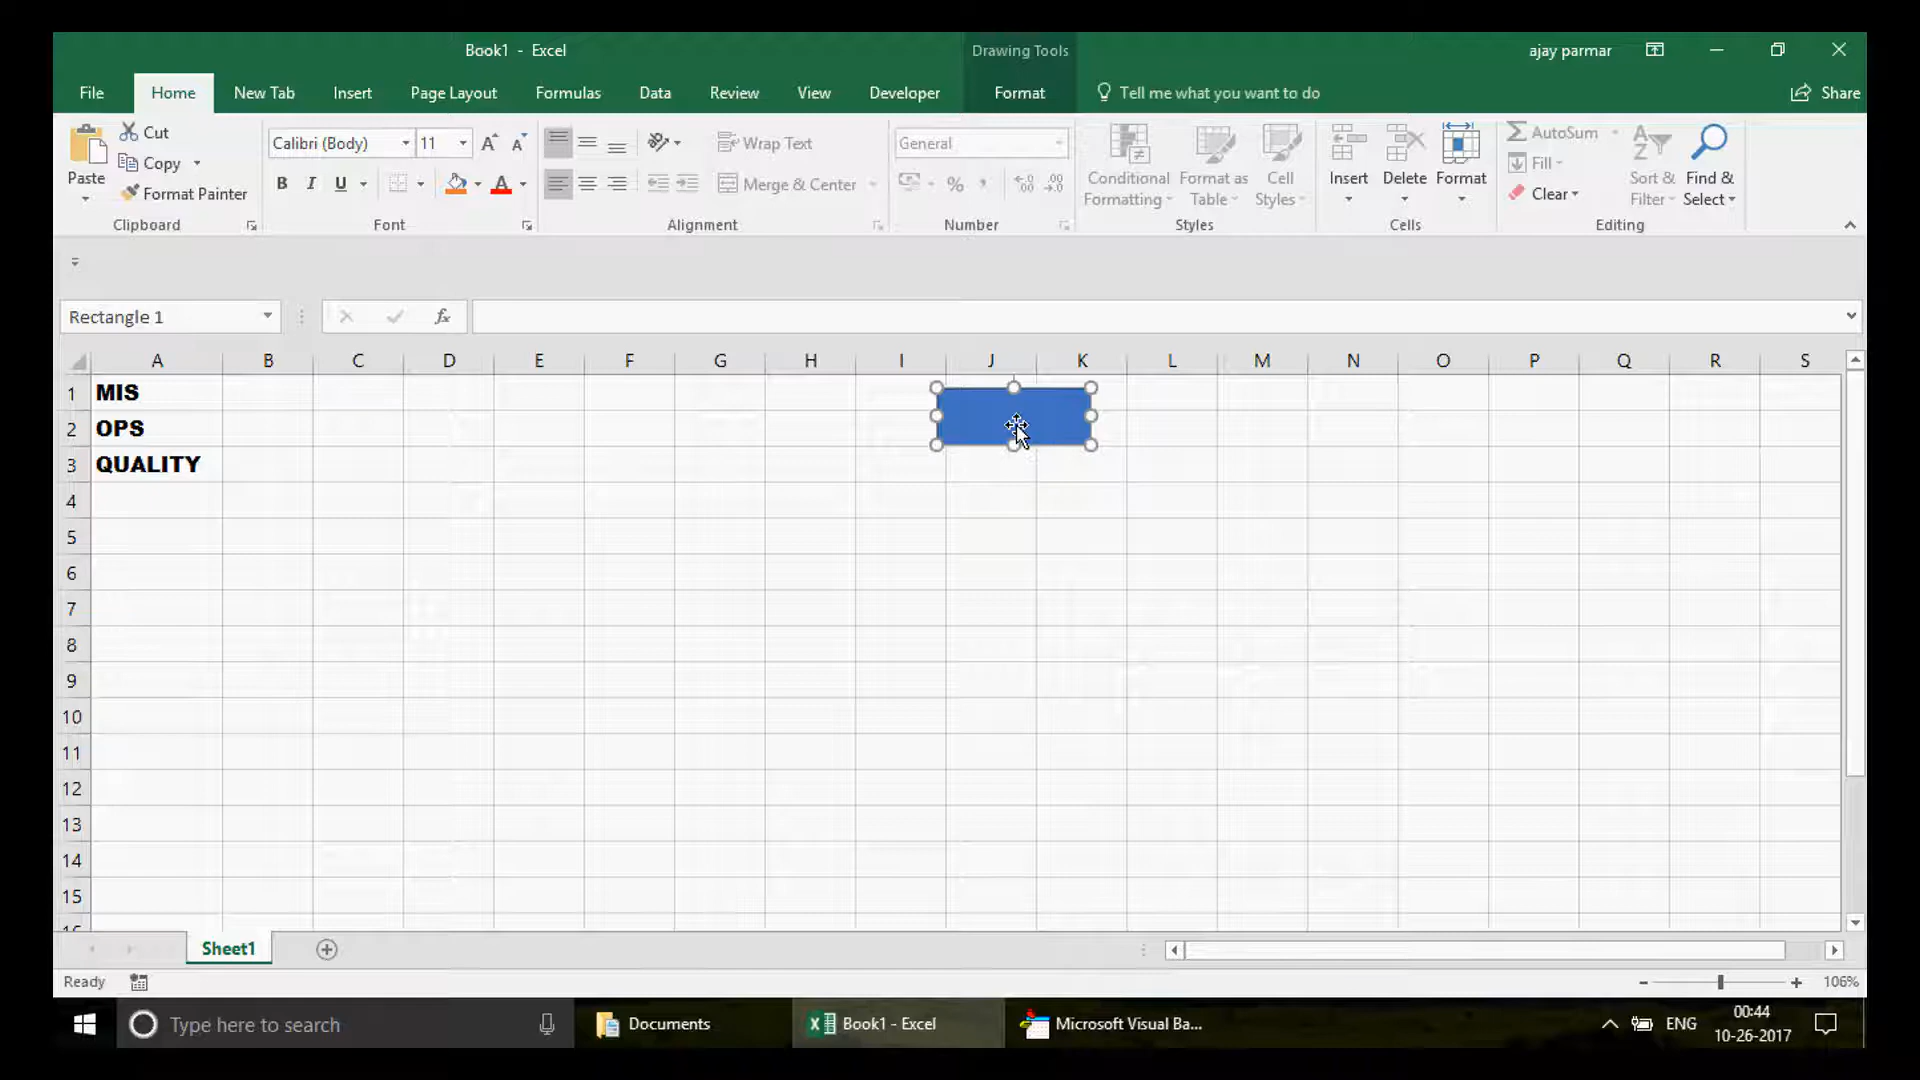 Book1 - Excel
Drawing Tools
ajay parmar
File Home New Tab Insert Page Layout Formulas Data Review View Developer Format Tell me what you want to do Share
Paste
Cut
Copy
Format Painter
Clipboard
Calibri (Body) 11 A A
B I U A
Font
Wrap Text
Merge & Center
Alignment
General
%
Number
Conditional Formatting
Format as Table
Cell Styles
Styles
Insert Delete Format
Cells
AutoSum
Fill
Clear
Sort & Filter
Find & Select
Editing
Rectangle 1 fx
A B C D E F G H I J K L M N O P Q R S
1 MIS
2 OPS
3 QUALITY
4
5
6
7
8
9
10
11
12
13
14
15
16
Sheet1
Ready 106%
Type here to search Documents Book1 - Excel Microsoft Visual Ba... ENG 00:44
10-26-2017